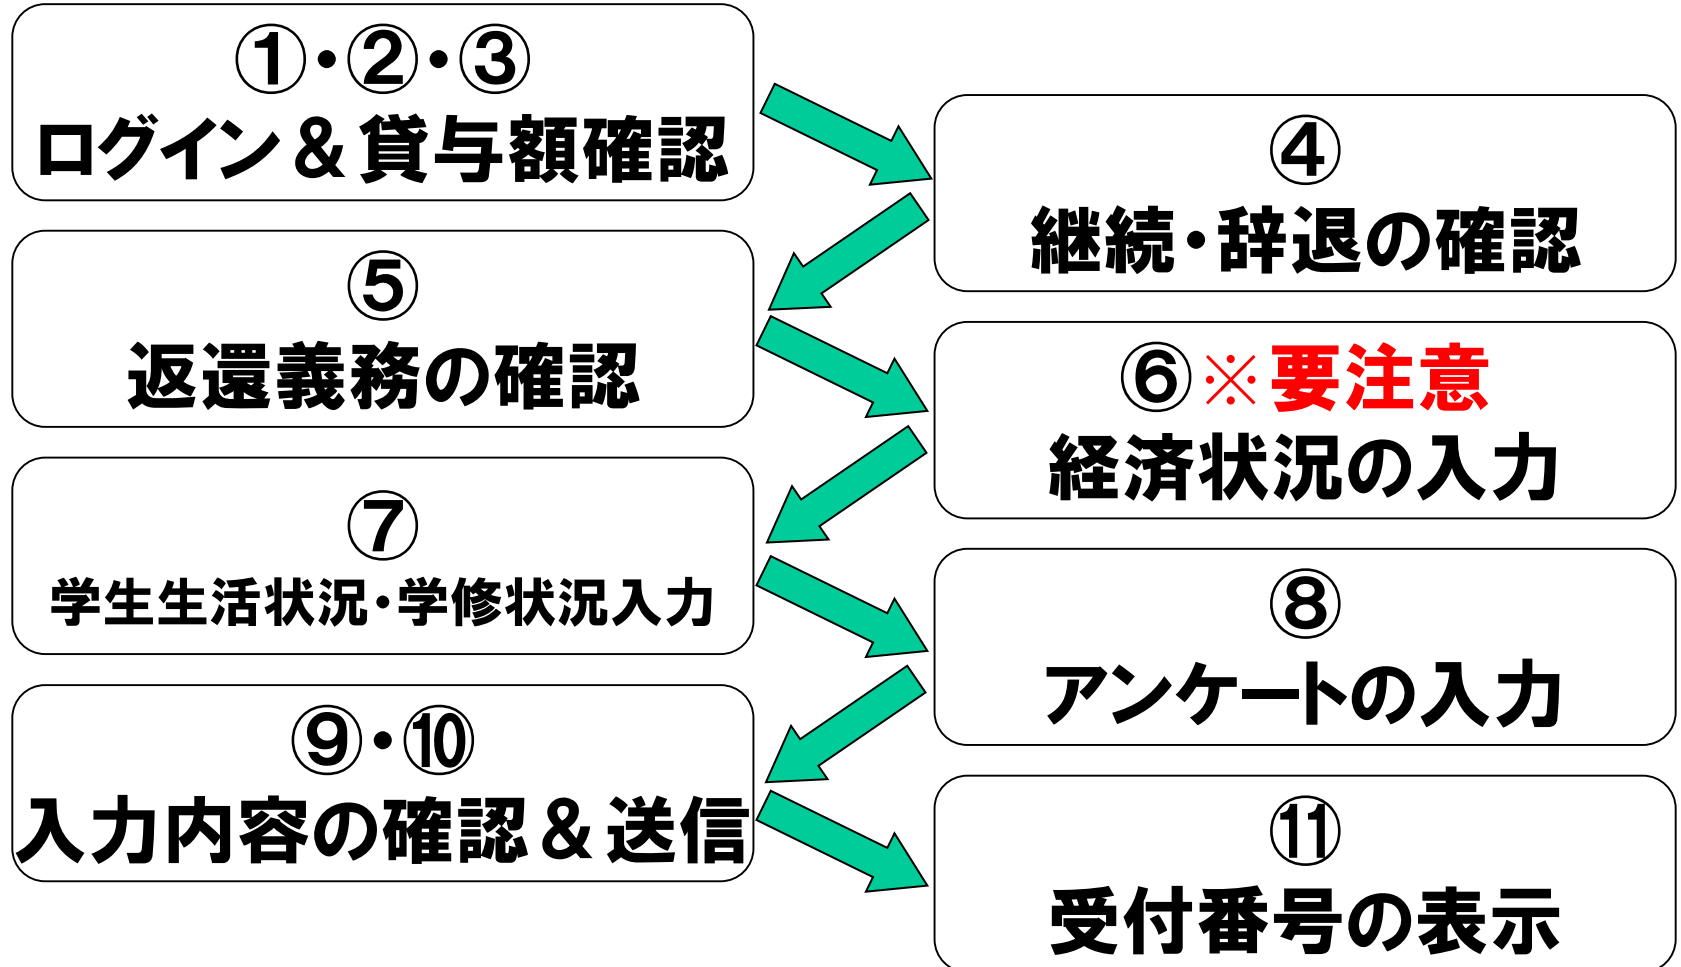 ①・②・③
ログイン＆貸与額確認
④
継続・辞退の確認
⑤
返還義務の確認
⑥※要注意
経済状況の入力
⑦
学生生活状況・学修状況入力
⑧
アンケートの入力
⑨・⑩
入力内容の確認＆送信
⑪
受付番号の表示